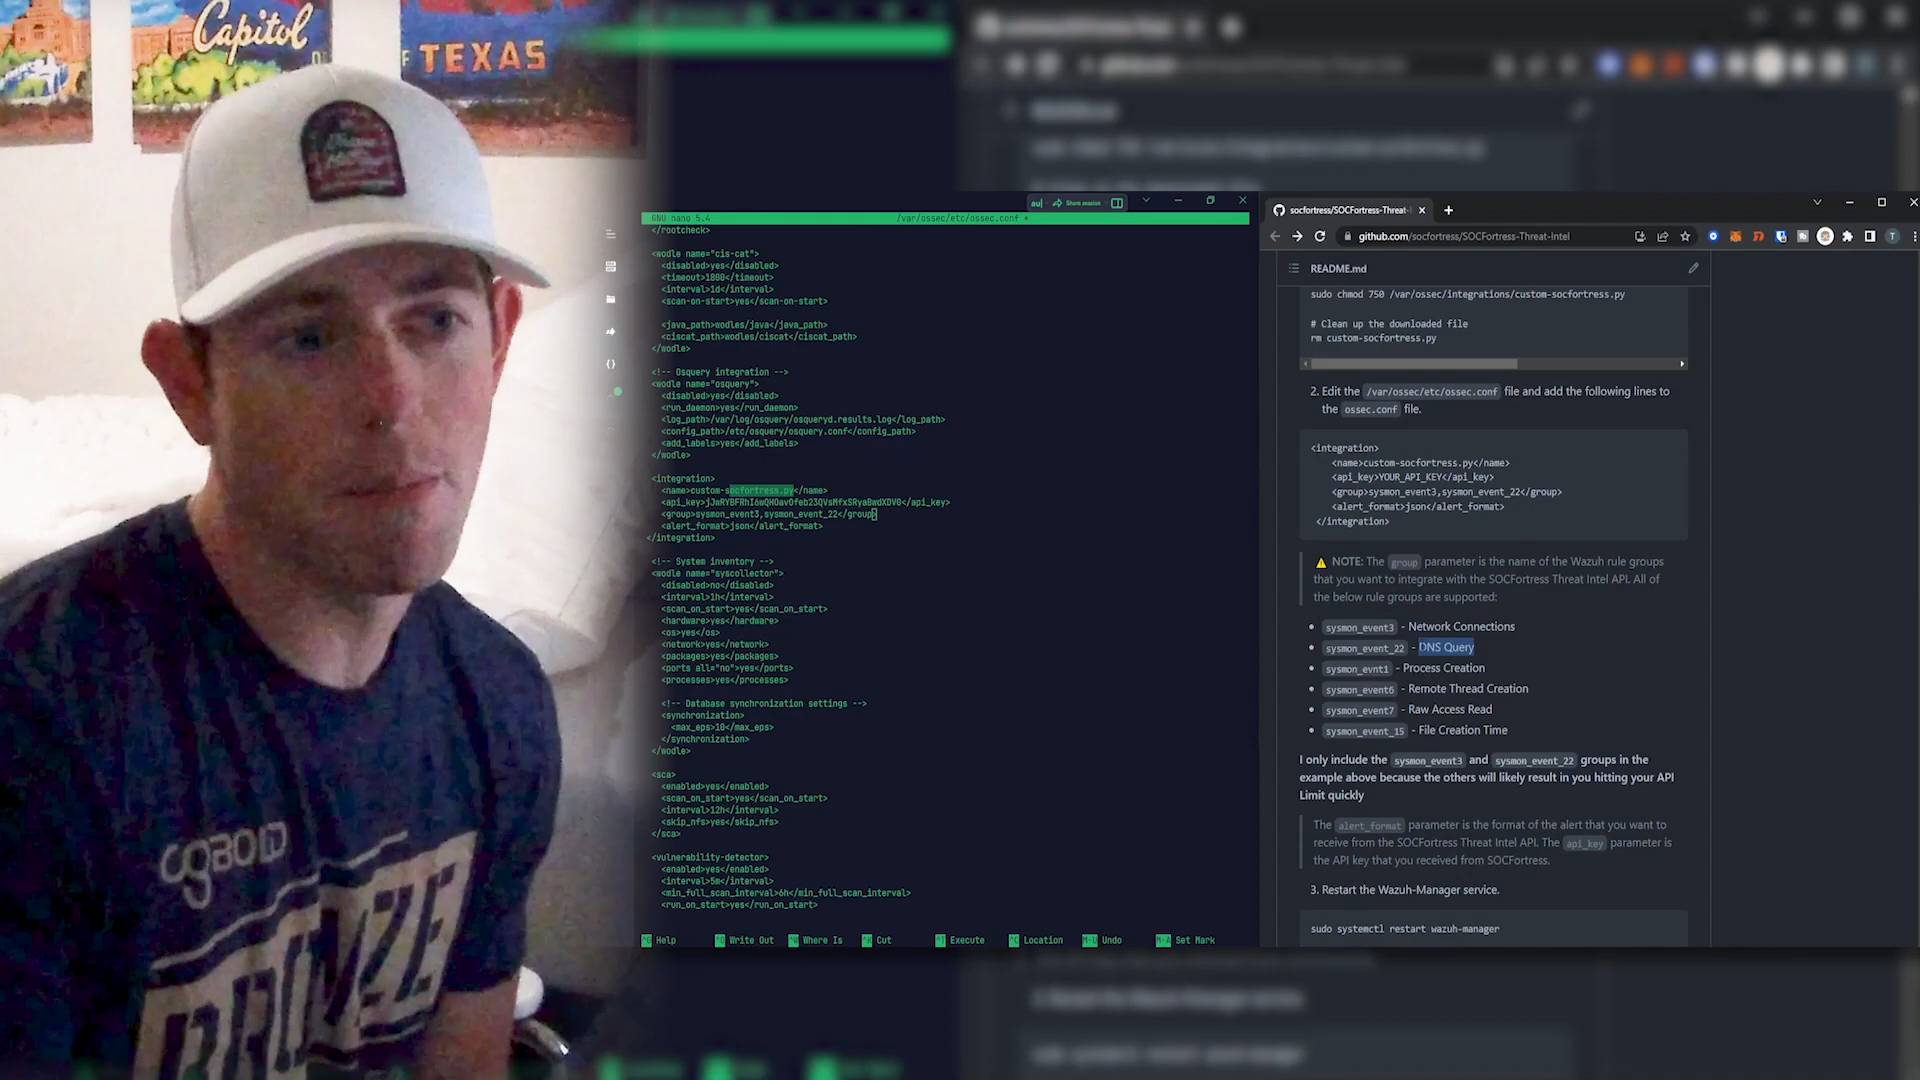 Capitol
OF TEXAS
COBOLD
BRONZE
Share session
GNU nano 5.4 /var/ossec/etc/ossec.conf *
</rootcheck>
<wodle name="cis-cat">
<disabled>yes</disabled>
<timeout>1800</timeout>
<interval>1d</interval>
<scan-on-start>yes</scan-on-start>
<java_path>wodles/java</java_path>
<ciscat_path>wodles/ciscat</ciscat_path>
</wodle>
<!-- Osquery integration -->
<wodle name="osquery">
<disabled>yes</disabled>
<run_daemon>yes</run_daemon>
<log_path>/var/log/osquery/osqueryd.results.log</log_path>
<config_path>/etc/osquery/osquery.conf</config_path>
<add_labels>yes</add_labels>
</wodle>
<integration>
<name>custom-socfortress.py</name>
<group>sysmon_event3,sysmon_event_22</group>
<alert_format>json</alert_format>
</integration>
<!-- System inventory -->
<wodle name="syscollector">
<disabled>no</disabled>
<interval>1h</interval>
<scan_on_start>yes</scan_on_start>
<hardware>yes</hardware>
<os>yes</os>
<network>yes</network>
<packages>yes</packages>
<ports all="no">yes</ports>
<processes>yes</processes>
<!-- Database synchronization settings -->
<synchronization>
<max_eps>10</max_eps>
</synchronization>
</wodle>
<sca>
<enabled>yes</enabled>
<scan_on_start>yes</scan_on_start>
<interval>12h</interval>
<skip_nfs>yes</skip_nfs>
</sca>
<vulnerability-detector>
<enabled>yes</enabled>
<interval>5m</interval>
<min_full_scan_interval>6h</min_full_scan_interval>
<run_on_start>yes</run_on_start>
^G Help ^O Write Out ^W Where Is ^K Cut ^T Execute ^C Location M-U Undo M-A Set Mark
socfortress/SOCFortress-Threat-I
github.com/socfortress/SOCFortress-Threat-Intel
README.md
sudo chmod 750 /var/ossec/integrations/custom-socfortress.py
# Clean up the downloaded file
rm custom-socfortress.py
2. Edit the /var/ossec/etc/ossec.conf file and add the following lines to
the ossec.conf file.
<integration>
<name>custom-socfortress.py</name>
<api_key>YOUR_API_KEY</api_key>
<group>sysmon_event3,sysmon_event_22</group>
<alert_format>json</alert_format>
</integration>
NOTE: The group parameter is the name of the Wazuh rule groups
that you want to integrate with the SOCFortress Threat Intel API. All of
the below rule groups are supported:
sysmon_event3 - Network Connections
sysmon_event_22 - DNS Query
sysmon_evnt1 - Process Creation
sysmon_event6 - Remote Thread Creation
sysmon_event7 - Raw Access Read
sysmon_event_15 - File Creation Time
I only include the sysmon_event3 and sysmon_event_22 groups in the
example above because the others will likely result in you hitting your API
Limit quickly
The alert_format parameter is the format of the alert that you want to
receive from the SOCFortress Threat Intel API. The api_key parameter is
the API key that you received from SOCFortress.
3. Restart the Wazuh-Manager service.
sudo systemctl restart wazuh-manager